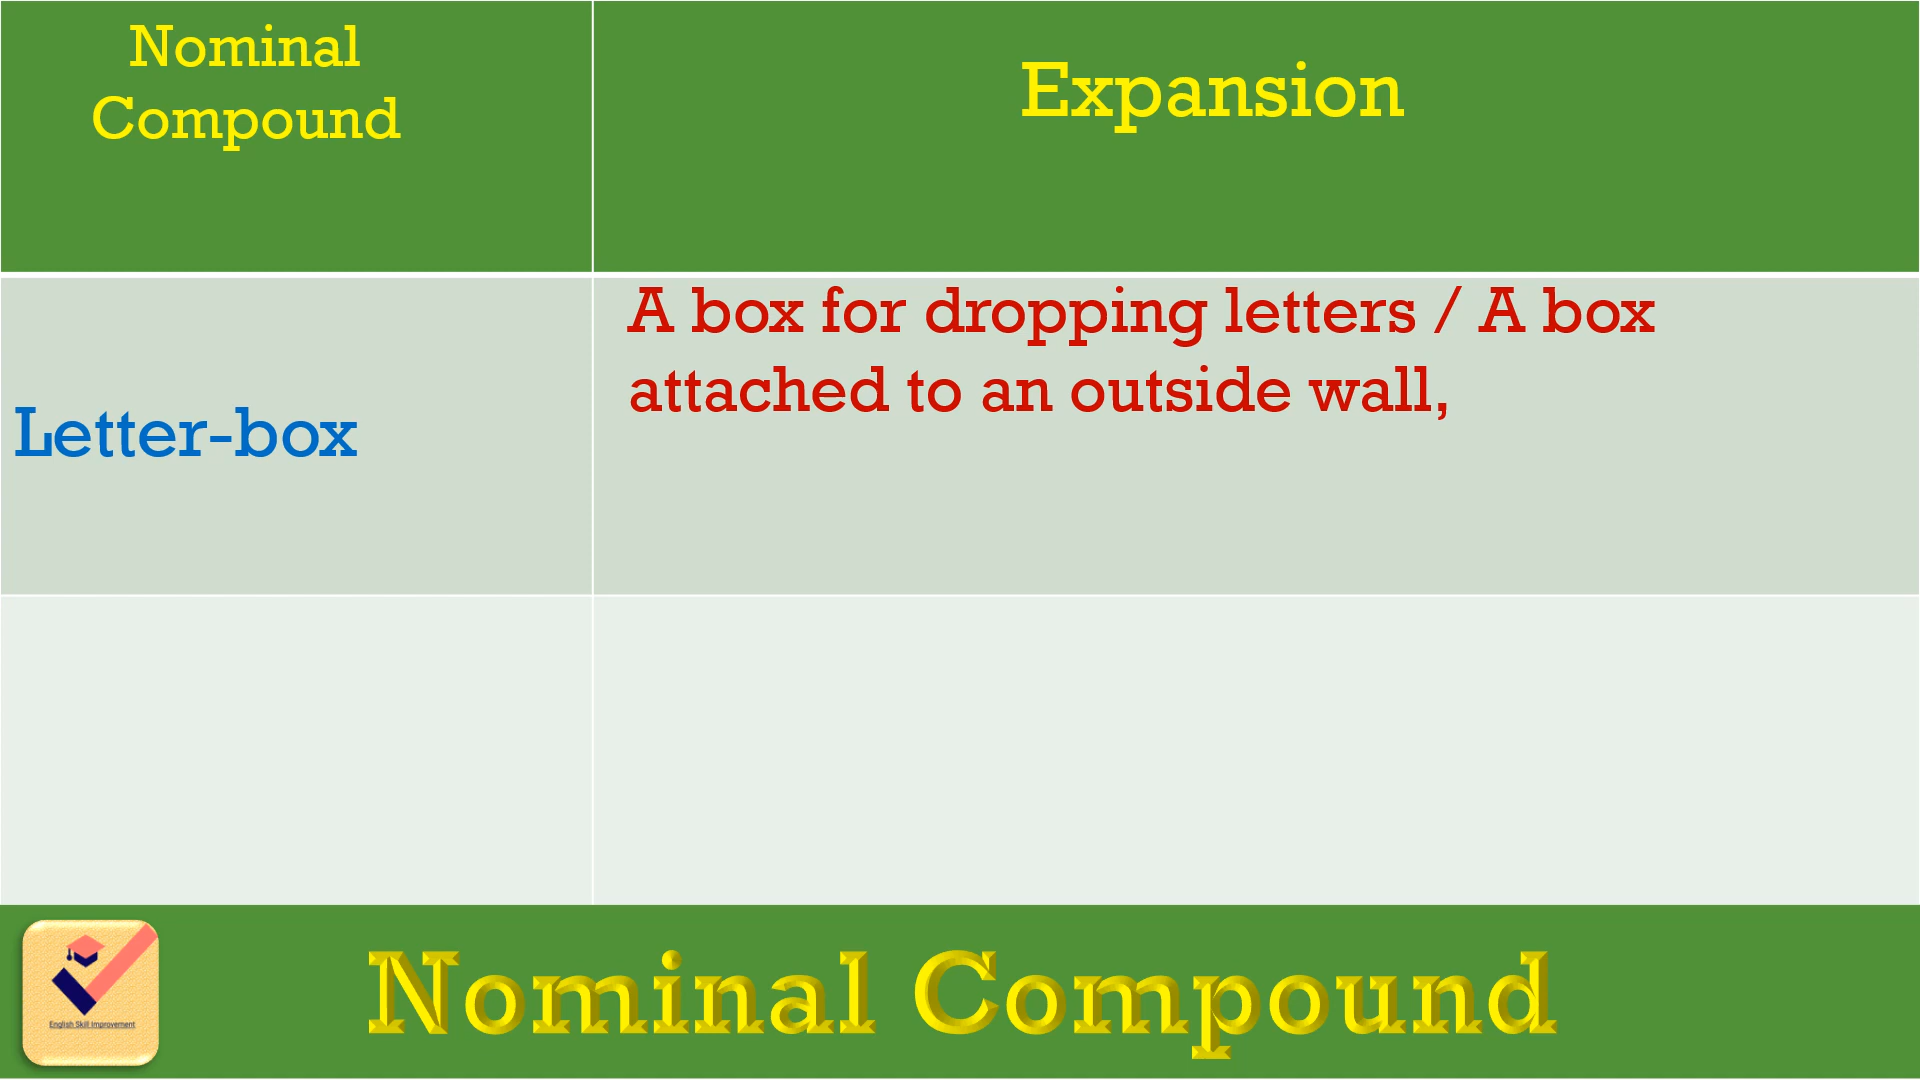 Nominal
Compound
Expansion
Letter-box
A box for dropping letters / A box
attached to an outside wall,
English Skill Improvement
Nominal Compound